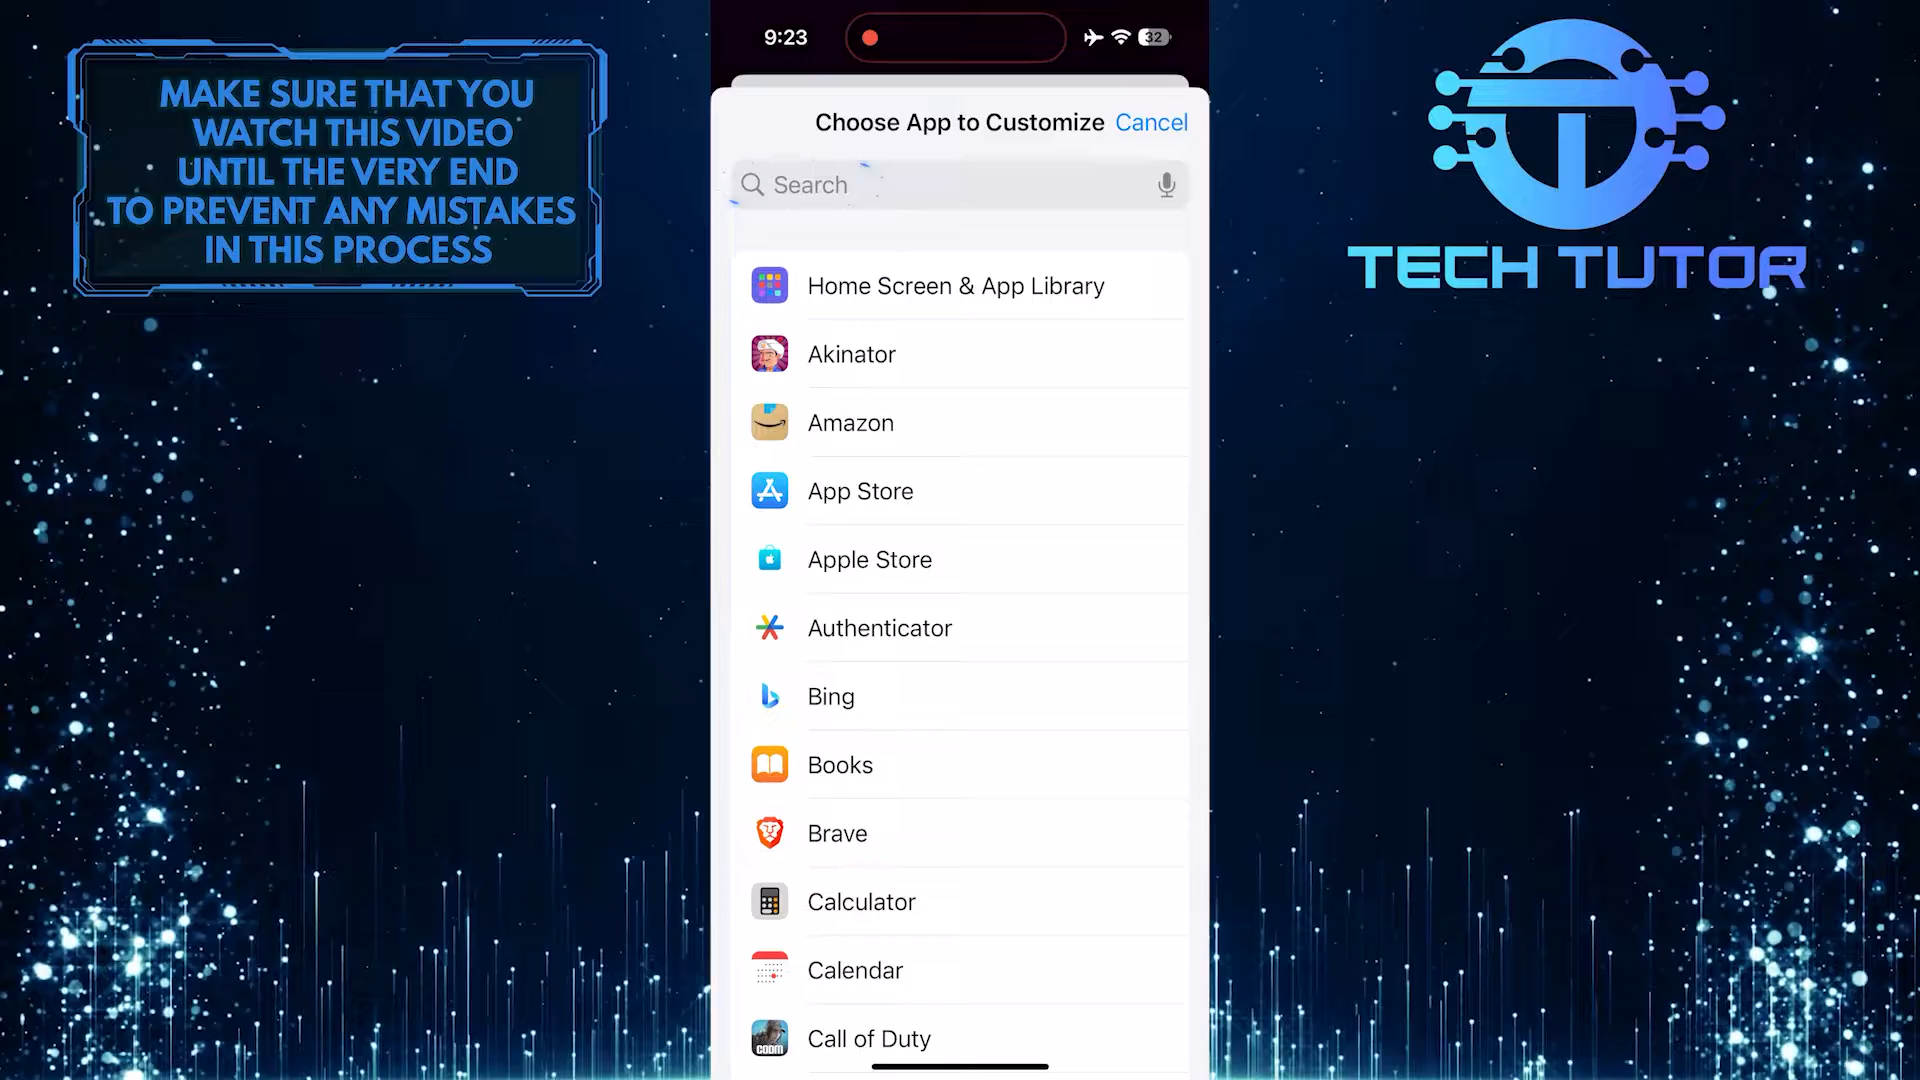 MAKE SURE THAT YOU
WATCH THIS VIDEO
UNTIL THE VERY END
TO PREVENT ANY MISTAKES
IN THIS PROCESS
9:23
32
Choose App to Customize Cancel
Search
Home Screen & App Library
Akinator
Amazon
App Store
Apple Store
Authenticator
Bing
Books
Brave
Calculator
Calendar
CODM
Call of Duty
TECH TUTOR